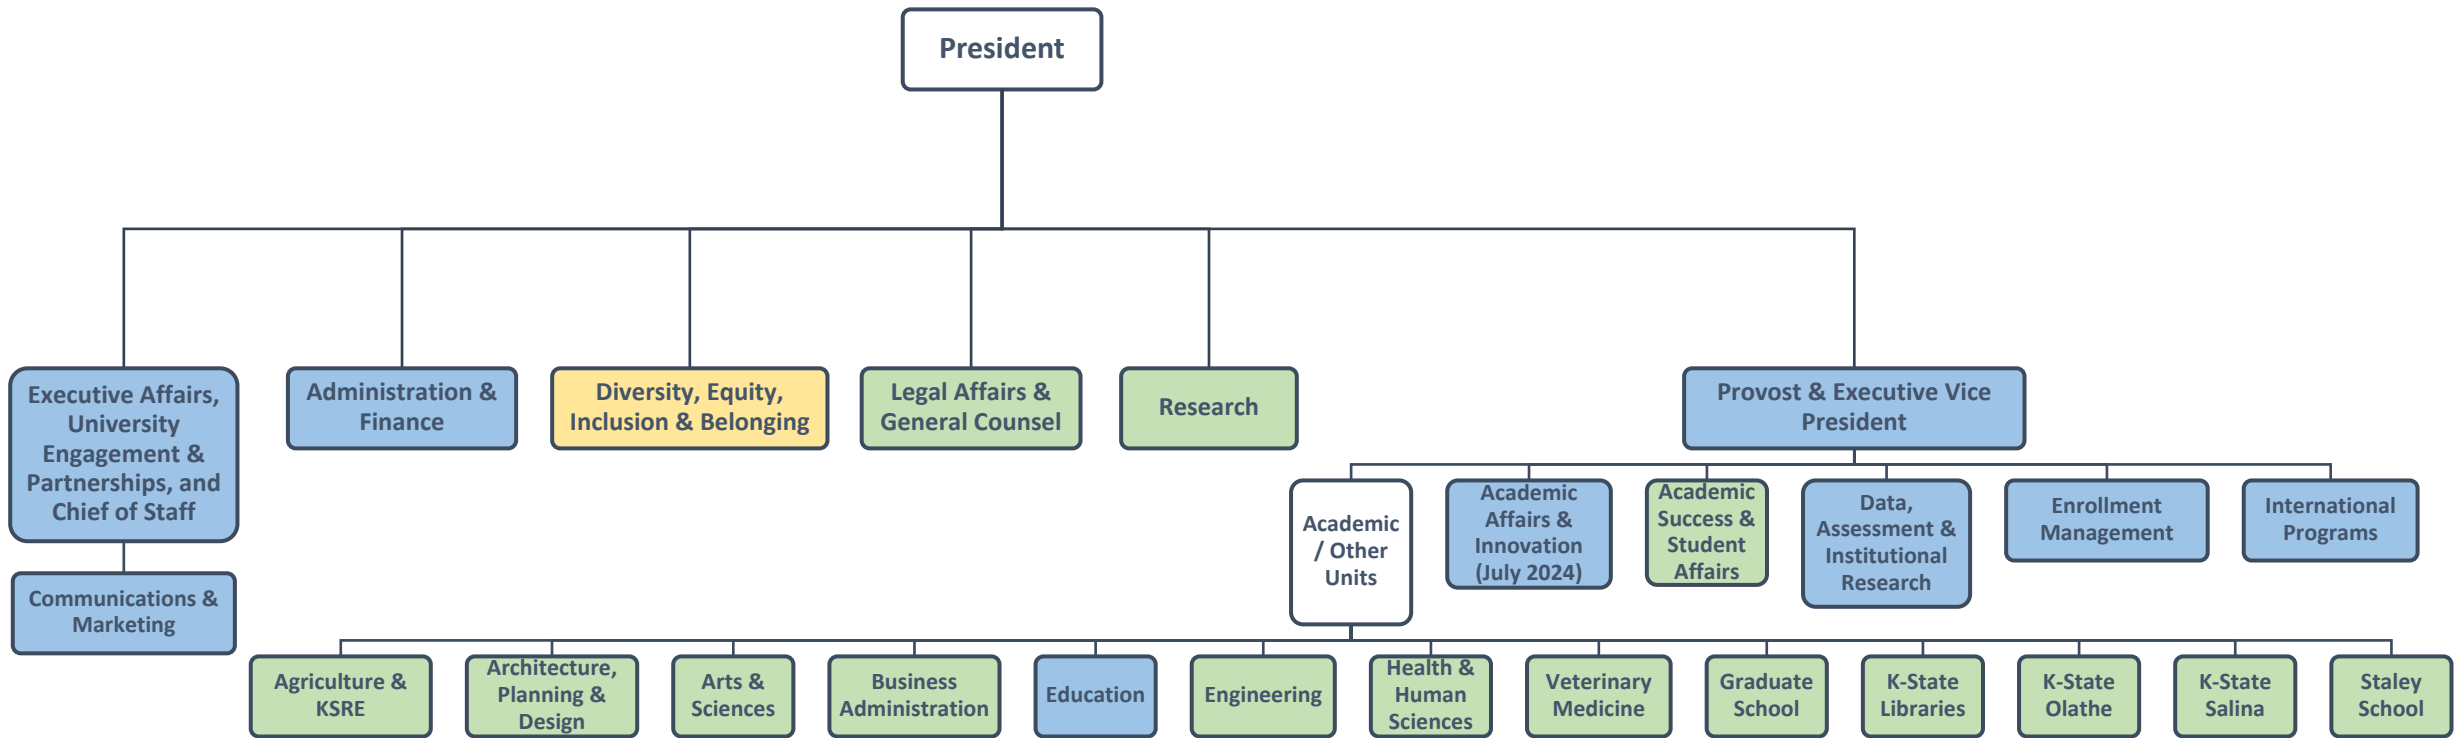 President
Executive Affairs,
University
Engagement &
Partnerships, and
Chief of Staff
Administration &
Finance
Diversity, Equity,
Inclusion & Belonging
Legal Affairs &
General Counsel
Research
Provost & Executive Vice
President
Communications &
Marketing
Academic
/ Other
Units
Academic
Affairs &
Innovation
(July 2024)
Academic
Success &
Student
Affairs
Data,
Assessment &
Institutional
Research
Enrollment
Management
International
Programs
Agriculture &
KSRE
Architecture,
Planning &
Design
Arts &
Sciences
Business
Administration
Education
Engineering
Health &
Human
Sciences
Veterinary
Medicine
Graduate
School
K-State
Libraries
K-State
Olathe
K-State
Salina
Staley
School